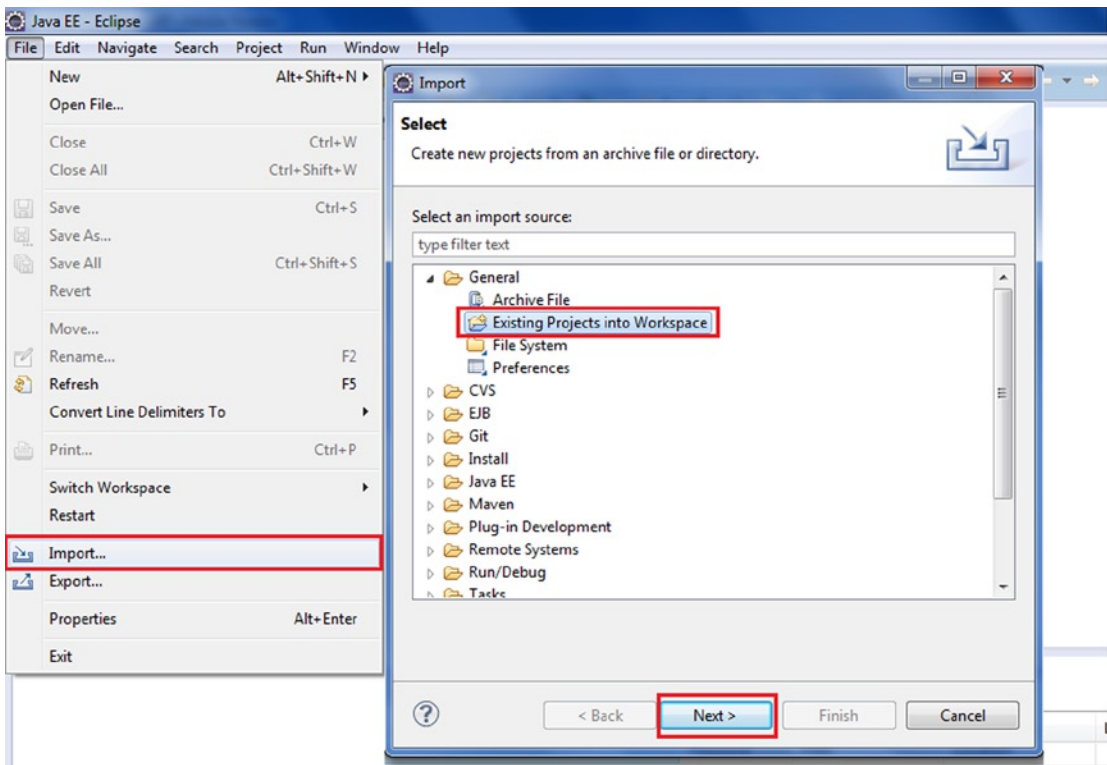 Java EE - Eclipse
File Edit Navigate Search Project Run Window Help
New Alt+Shift+N
Open File...
Close Ctrl+W
Close All Ctrl+Shift+W
Save Ctrl+S
Save As...
Save All Ctrl+Shift+S
Revert
Move...
Rename... F2
Refresh F5
Convert Line Delimiters To
Print... Ctrl+P
Switch Workspace
Restart
Import...
Export...
Properties Alt+Enter
Exit
Import
Select
Create new projects from an archive file or directory.
Select an import source:
type filter text
General
Archive File
Existing Projects into Workspace
File System
Preferences
CVS
EJB
Git
Install
Java EE
Maven
Plug-in Development
Remote Systems
Run/Debug
Tasks
?
< Back Next > Finish Cancel